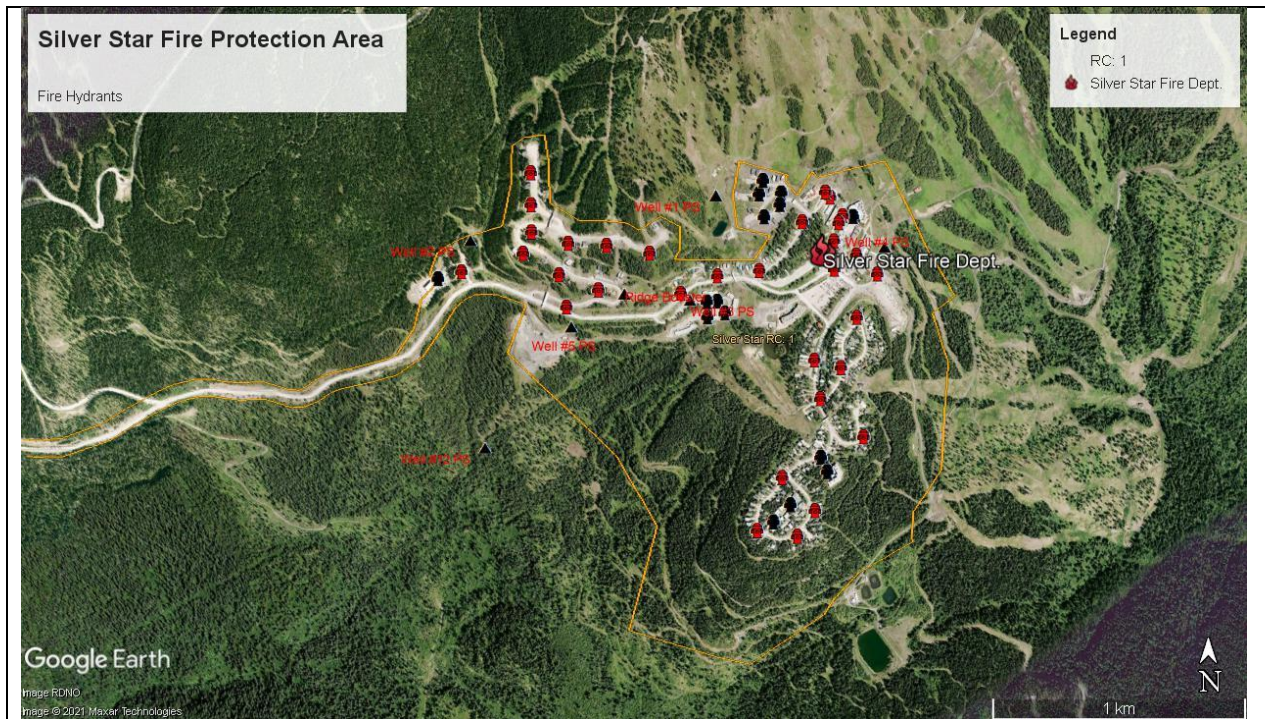 Silver Star Fire Protection Area
Fire Hydrants
Legend
RC: 1
Silver Star Fire Dept.
Well #1 PS
Well #4 PS
Silver Star Fire Dept.
Ridge
Well #3 PS
Well #5 PS
Silver Star RC: 1
Google Earth
Image RDNO
Image © 2021 Maxar Technologies
N
1 km